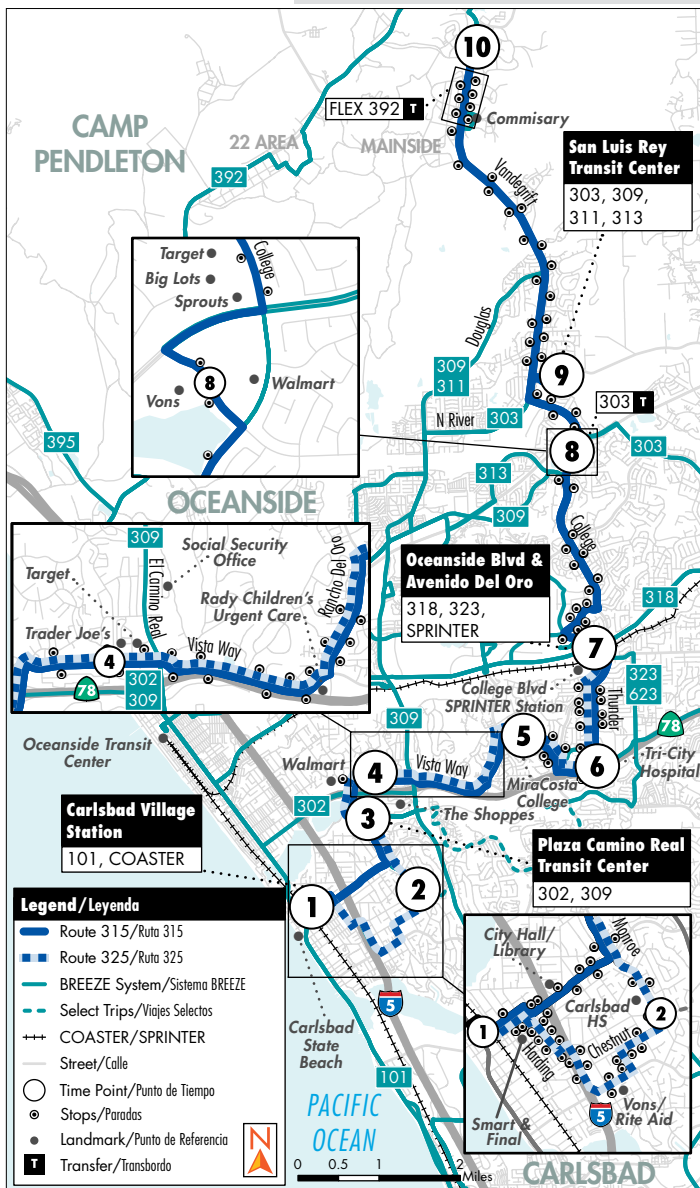 10
FLEX 392 T
Commisary
CAMP
PENDLETON
22 AREA
MAINSIDE
392
Vandegrift
San Luis Rey
Transit Center
303, 309,
311, 313
Target
Big Lots
Sprouts
College
8
Vons
Walmart
Douglas
309
311
N River
303
9
303 T
8
303
395
313
309
OCEANSIDE
College
Oceanside Blvd &
Avenido Del Oro
318, 323,
SPRINTER
318
7
309
El Camino Real
Social Security
Office
Target
Rady Children's
Urgent Care
Rancho Del Oro
Trader Joe's
4
Vista Way
78
302
309
College Blvd
SPRINTER Station
Thunder
323
623
78
Oceanside Transit
Center
309
5
6
Tri-City
Hospital
MiraCosta
College
Walmart
4
Vista Way
302
The Shoppes
3
Carlsbad Village
Station
101, COASTER
Plaza Camino Real
Transit Center
302, 309
1
2
5
Carlsbad
State
Beach
101
PACIFIC
OCEAN
Legend/Leyenda
Route 315/Ruta 315
Route 325/Ruta 325
BREEZE System/Sistema BREEZE
Select Trips/Viajes Selectos
COASTER/SPRINTER
Street/Calle
Time Point/Punto de Tiempo
Stops/Paradas
Landmark/Punto de Referencia
T Transfer/Transbordo
N
0 0.5 1 2
Miles
City Hall/
Library
Monroe
Carlsbad
HS
1
2
Harding
Chestnut
Smart &
Final
5
Vons/
Rite Aid
CARLSBAD